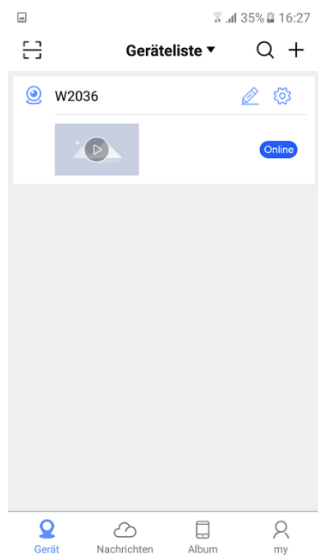 35% 16:27
Geräteliste
W2036
Online
Gerät Nachrichten Album my